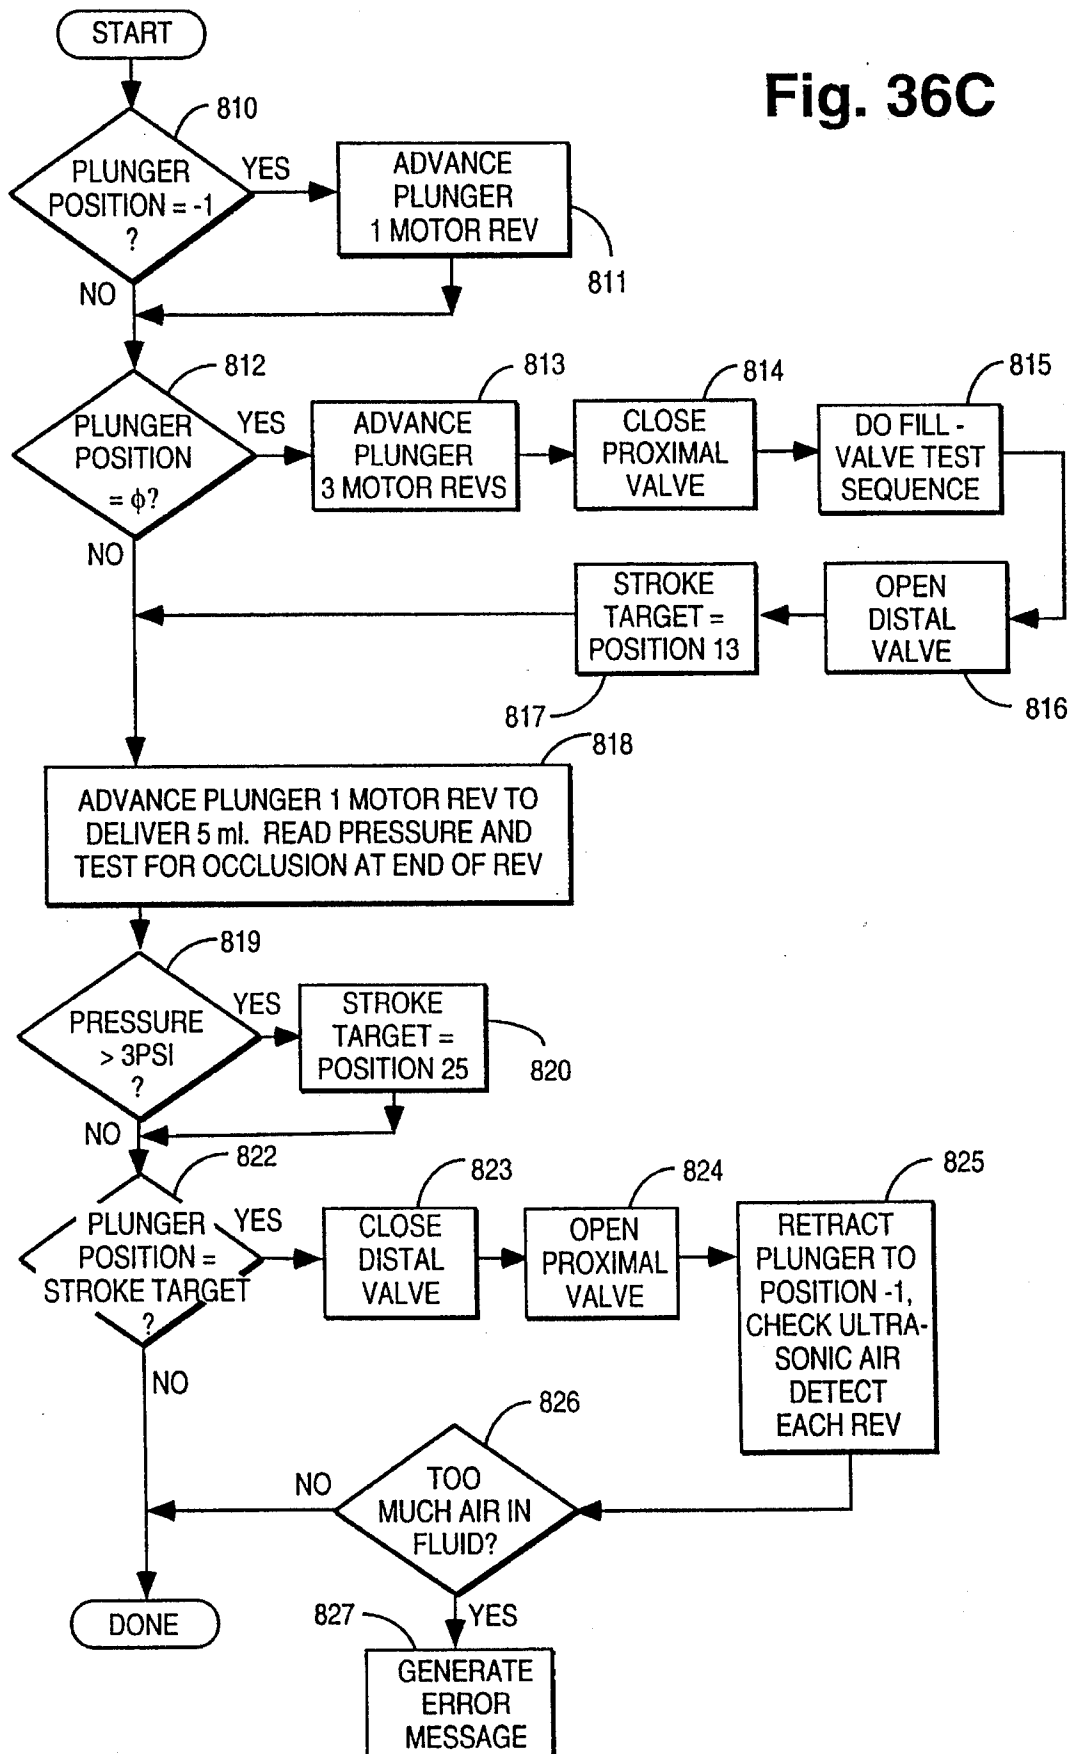 START
Fig. 36C
810
PLUNGER
POSITION = -1
?
YES
NO
ADVANCE
PLUNGER
1 MOTOR REV
811
812
PLUNGER
POSITION
= ϕ?
YES
NO
813
ADVANCE
PLUNGER
3 MOTOR REVS
814
CLOSE
PROXIMAL
VALVE
815
DO FILL -
VALVE TEST
SEQUENCE
OPEN
DISTAL
VALVE
816
STROKE
TARGET =
POSITION 13
817
818
ADVANCE PLUNGER 1 MOTOR REV TO
DELIVER 5 ml. READ PRESSURE AND
TEST FOR OCCLUSION AT END OF REV
819
PRESSURE
> 3PSI
?
YES
NO
STROKE
TARGET =
POSITION 25
820
822
PLUNGER
POSITION =
STROKE TARGET
?
YES
NO
823
CLOSE
DISTAL
VALVE
824
OPEN
PROXIMAL
VALVE
825
RETRACT
PLUNGER TO
POSITION -1,
CHECK ULTRA-
SONIC AIR
DETECT
EACH REV
826
TOO
MUCH AIR IN
FLUID?
NO
YES
DONE
827
GENERATE
ERROR
MESSAGE